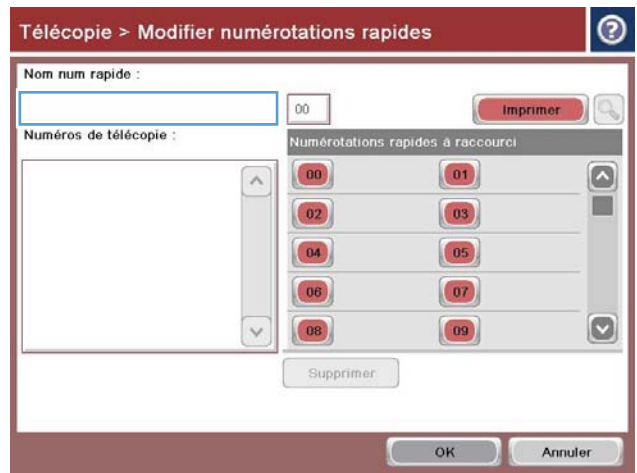 Télécopie > Modifier numérotations rapides
Nom num rapide :
00
Imprimer
Numéros de télécopie :
Numérotations rapides à raccourci
00 01
02 03
04 05
06 07
08 09
Supprimer
OK Annuler